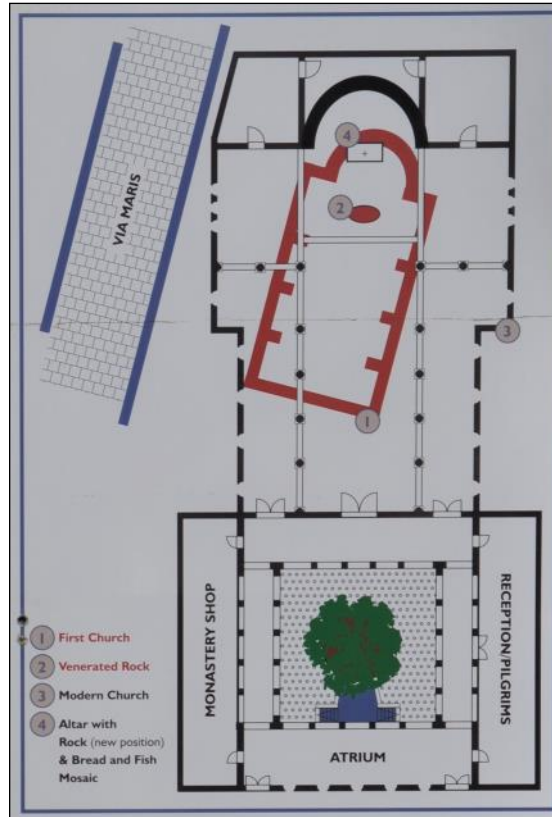 VIA MARIS
4
2
3
1
MONASTERY SHOP
RECEPTION/PILGRIMS
ATRIUM
1 First Church
2 Venerated Rock
3 Modern Church
4 Altar with
Rock (new position)
& Bread and Fish
Mosaic